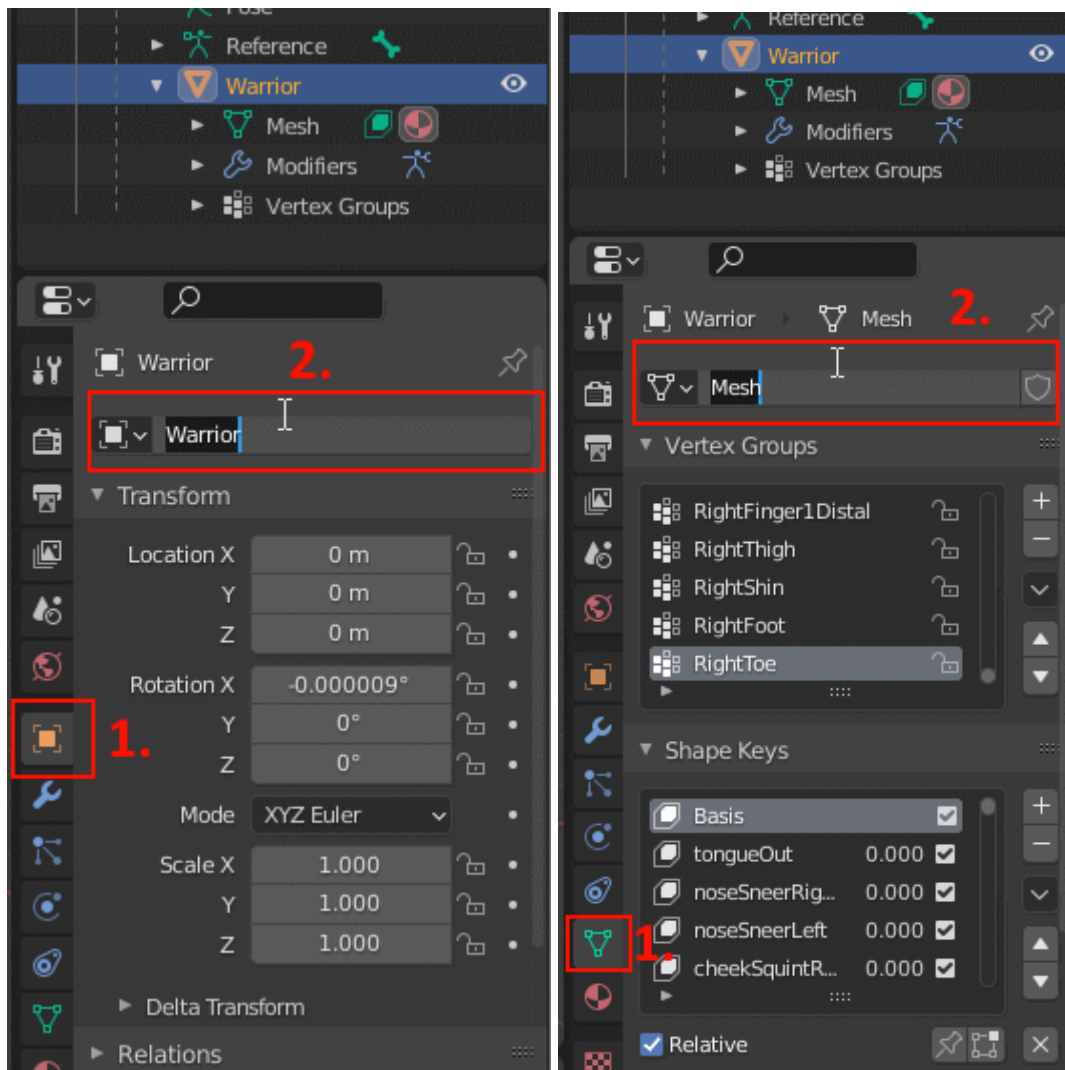 Pose
Reference
Warrior
Mesh
Modifiers
Vertex Groups
Warrior
2.
Warrior
Transform
Location X 0 m
Y 0 m
Z 0 m
1.
Rotation X -0.000009°
Y 0°
Z 0°
Mode XYZ Euler
Scale X 1.000
Y 1.000
Z 1.000
Delta Transform
Relations
Reference
Warrior
Mesh
Modifiers
Vertex Groups
Warrior Mesh 2.
Mesh
Vertex Groups
RightFinger1Distal
RightThigh
RightShin
RightFoot
RightToe
Shape Keys
Basis
tongueOut 0.000
noseSneerRig... 0.000
1. noseSneerLeft 0.000
cheekSquintR... 0.000
Relative